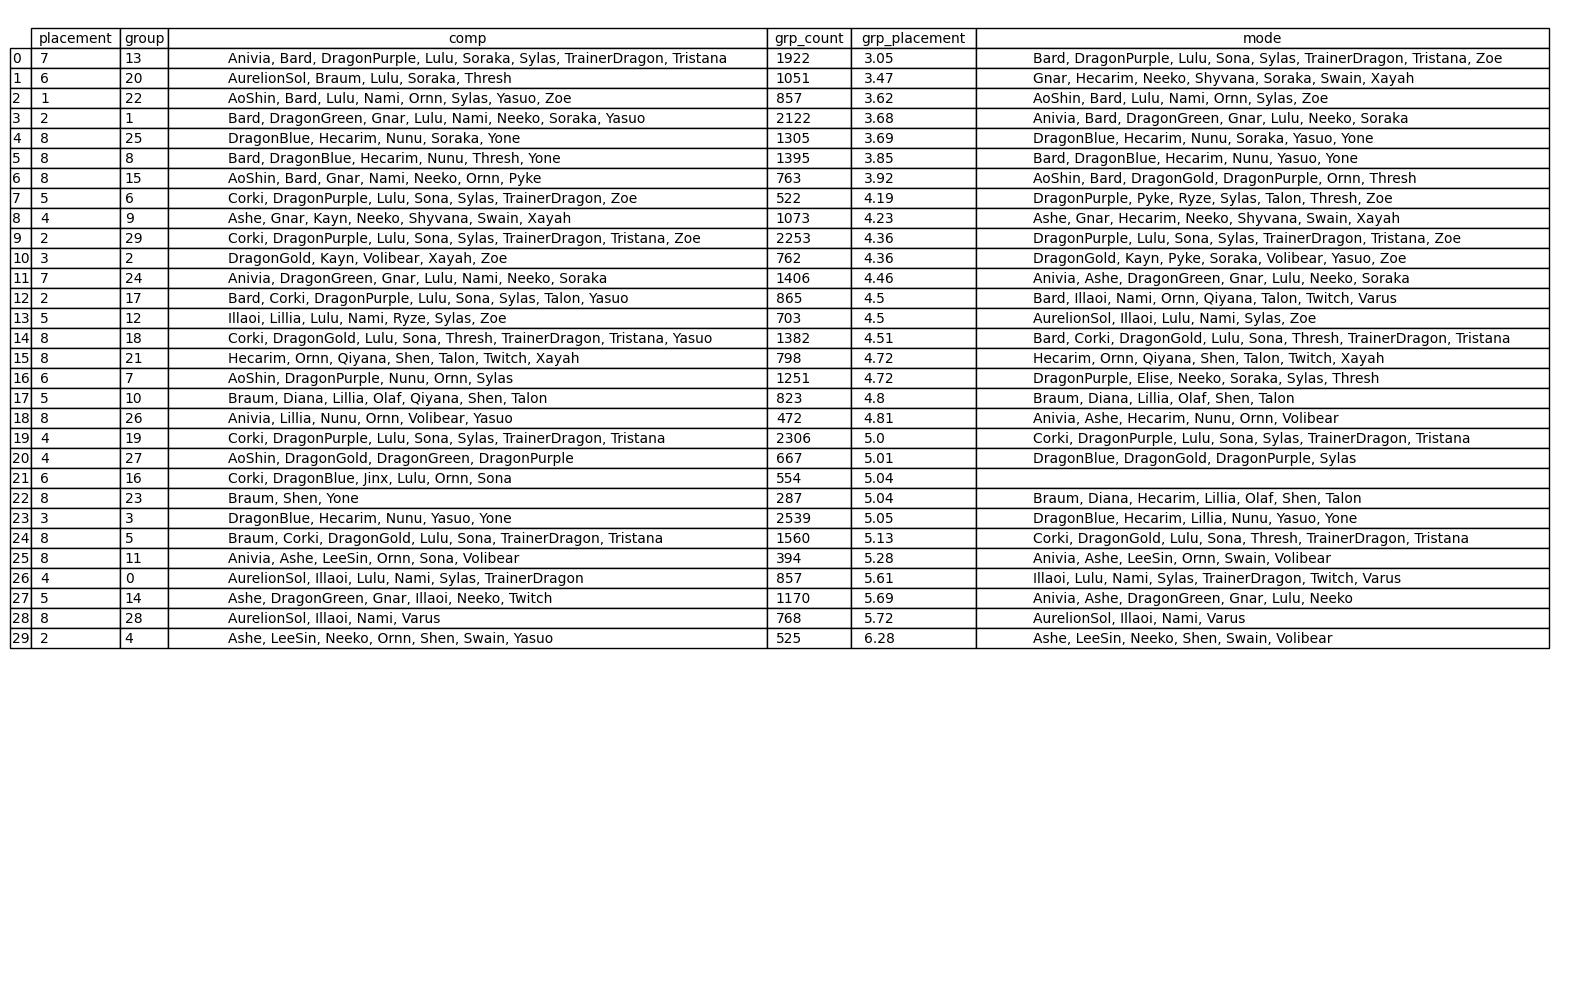 placement group comp grp_count grp_placement mode
0 7 13 Anivia, Bard, DragonPurple, Lulu, Soraka, Sylas, TrainerDragon, Tristana 1922 3.05 Bard, DragonPurple, Lulu, Sona, Sylas, TrainerDragon, Tristana, Zoe
1 6 20 AurelionSol, Braum, Lulu, Soraka, Thresh 1051 3.47 Gnar, Hecarim, Neeko, Shyvana, Soraka, Swain, Xayah
2 1 22 AoShin, Bard, Lulu, Nami, Ornn, Sylas, Yasuo, Zoe 857 3.62 AoShin, Bard, Lulu, Nami, Ornn, Sylas, Zoe
3 2 1 Bard, DragonGreen, Gnar, Lulu, Nami, Neeko, Soraka, Yasuo 2122 3.68 Anivia, Bard, DragonGreen, Gnar, Lulu, Neeko, Soraka
4 8 25 DragonBlue, Hecarim, Nunu, Soraka, Yone 1305 3.69 DragonBlue, Hecarim, Nunu, Soraka, Yasuo, Yone
5 8 8 Bard, DragonBlue, Hecarim, Nunu, Thresh, Yone 1395 3.85 Bard, DragonBlue, Hecarim, Nunu, Yasuo, Yone
6 8 15 AoShin, Bard, Gnar, Nami, Neeko, Ornn, Pyke 763 3.92 AoShin, Bard, DragonGold, DragonPurple, Ornn, Thresh
7 5 6 Corki, DragonPurple, Lulu, Sona, Sylas, TrainerDragon, Zoe 522 4.19 DragonPurple, Pyke, Ryze, Sylas, Talon, Thresh, Zoe
8 4 9 Ashe, Gnar, Kayn, Neeko, Shyvana, Swain, Xayah 1073 4.23 Ashe, Gnar, Hecarim, Neeko, Shyvana, Swain, Xayah
9 2 29 Corki, DragonPurple, Lulu, Sona, Sylas, TrainerDragon, Tristana, Zoe 2253 4.36 DragonPurple, Lulu, Sona, Sylas, TrainerDragon, Tristana, Zoe
10 3 2 DragonGold, Kayn, Volibear, Xayah, Zoe 762 4.36 DragonGold, Kayn, Pyke, Soraka, Volibear, Yasuo, Zoe
11 7 24 Anivia, DragonGreen, Gnar, Lulu, Nami, Neeko, Soraka 1406 4.46 Anivia, Ashe, DragonGreen, Gnar, Lulu, Neeko, Soraka
12 2 17 Bard, Corki, DragonPurple, Lulu, Sona, Sylas, Talon, Yasuo 865 4.5 Bard, Illaoi, Nami, Ornn, Qiyana, Talon, Twitch, Varus
13 5 12 Illaoi, Lillia, Lulu, Nami, Ryze, Sylas, Zoe 703 4.5 AurelionSol, Illaoi, Lulu, Nami, Sylas, Zoe
14 8 18 Corki, DragonGold, Lulu, Sona, Thresh, TrainerDragon, Tristana, Yasuo 1382 4.51 Bard, Corki, DragonGold, Lulu, Sona, Thresh, TrainerDragon, Tristana
15 8 21 Hecarim, Ornn, Qiyana, Shen, Talon, Twitch, Xayah 798 4.72 Hecarim, Ornn, Qiyana, Shen, Talon, Twitch, Xayah
16 6 7 AoShin, DragonPurple, Nunu, Ornn, Sylas 1251 4.72 DragonPurple, Elise, Neeko, Soraka, Sylas, Thresh
17 5 10 Braum, Diana, Lillia, Olaf, Qiyana, Shen, Talon 823 4.8 Braum, Diana, Lillia, Olaf, Shen, Talon
18 8 26 Anivia, Lillia, Nunu, Ornn, Volibear, Yasuo 472 4.81 Anivia, Ashe, Hecarim, Nunu, Ornn, Volibear
19 4 19 Corki, DragonPurple, Lulu, Sona, Sylas, TrainerDragon, Tristana 2306 5.0 Corki, DragonPurple, Lulu, Sona, Sylas, TrainerDragon, Tristana
20 4 27 AoShin, DragonGold, DragonGreen, DragonPurple 667 5.01 DragonBlue, DragonGold, DragonPurple, Sylas
21 6 16 Corki, DragonBlue, Jinx, Lulu, Ornn, Sona 554 5.04
22 8 23 Braum, Shen, Yone 287 5.04 Braum, Diana, Hecarim, Lillia, Olaf, Shen, Talon
23 3 3 DragonBlue, Hecarim, Nunu, Yasuo, Yone 2539 5.05 DragonBlue, Hecarim, Lillia, Nunu, Yasuo, Yone
24 8 5 Braum, Corki, DragonGold, Lulu, Sona, TrainerDragon, Tristana 1560 5.13 Corki, DragonGold, Lulu, Sona, Thresh, TrainerDragon, Tristana
25 8 11 Anivia, Ashe, LeeSin, Ornn, Sona, Volibear 394 5.28 Anivia, Ashe, LeeSin, Ornn, Swain, Volibear
26 4 0 AurelionSol, Illaoi, Lulu, Nami, Sylas, TrainerDragon 857 5.61 Illaoi, Lulu, Nami, Sylas, TrainerDragon, Twitch, Varus
27 5 14 Ashe, DragonGreen, Gnar, Illaoi, Neeko, Twitch 1170 5.69 Anivia, Ashe, DragonGreen, Gnar, Lulu, Neeko
28 8 28 AurelionSol, Illaoi, Nami, Varus 768 5.72 AurelionSol, Illaoi, Nami, Varus
29 2 4 Ashe, LeeSin, Neeko, Ornn, Shen, Swain, Yasuo 525 6.28 Ashe, LeeSin, Neeko, Shen, Swain, Volibear